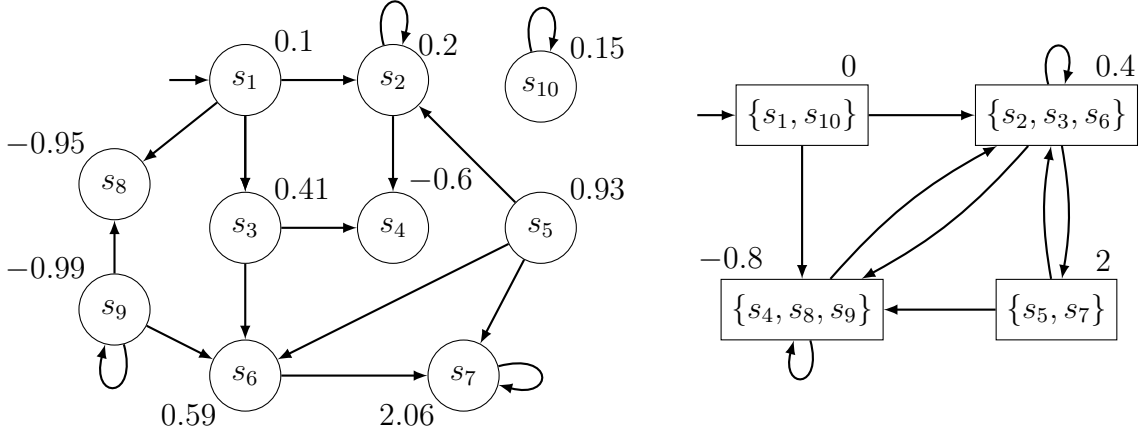 0.1
0.2
0.15
s1
s2
s10
−0.95
s8
0.41
−0.6
0.93
s3
s4
s5
−0.99
s9
s6
s7
0.59
2.06
0
0.4
{s1, s10}
{s2, s3, s6}
−0.8
2
{s4, s8, s9}
{s5, s7}